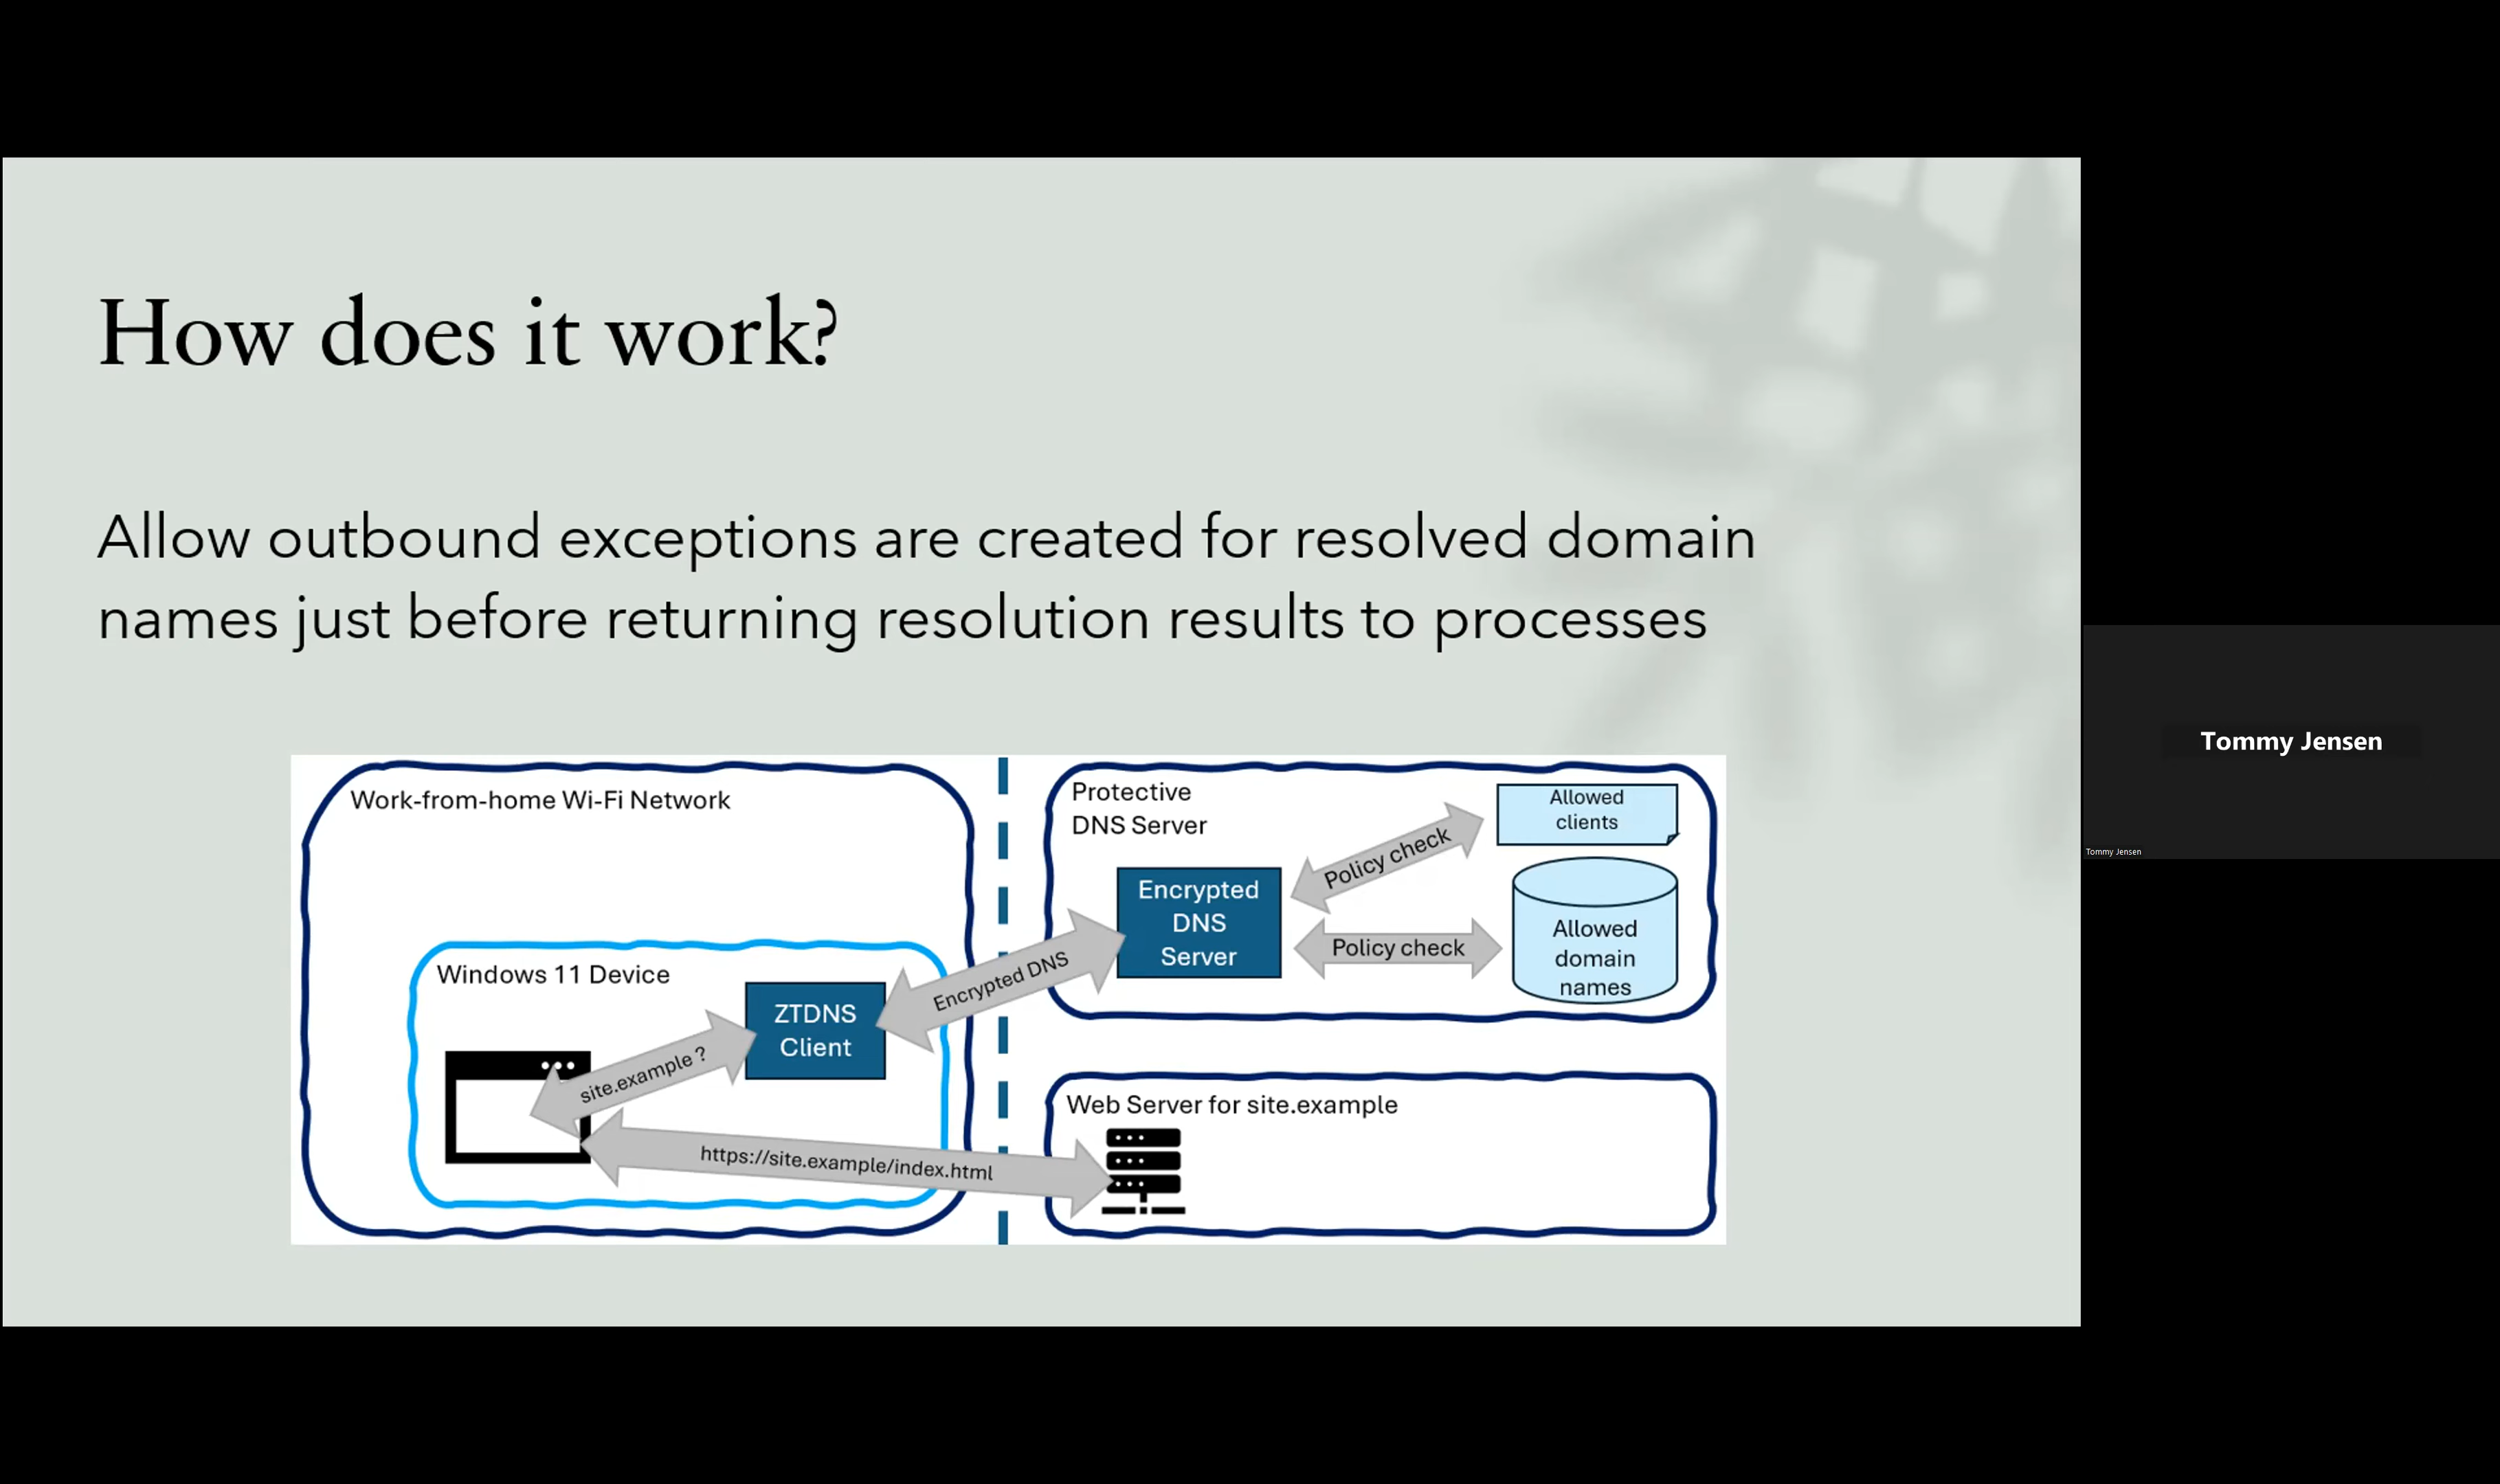 How does it work?
Allow outbound exceptions are created for resolved domain
names just before returning resolution results to processes
Work-from-home Wi-Fi Network
Windows 11 Device
ZTDNS
Client
site.example ?
https://site.example/index.html
Encrypted DNS
Protective
DNS Server
Encrypted
DNS
Server
Policy check
Policy check
Allowed
clients
Allowed
domain
names
Web Server for site.example
Tommy Jensen
Tommy Jensen